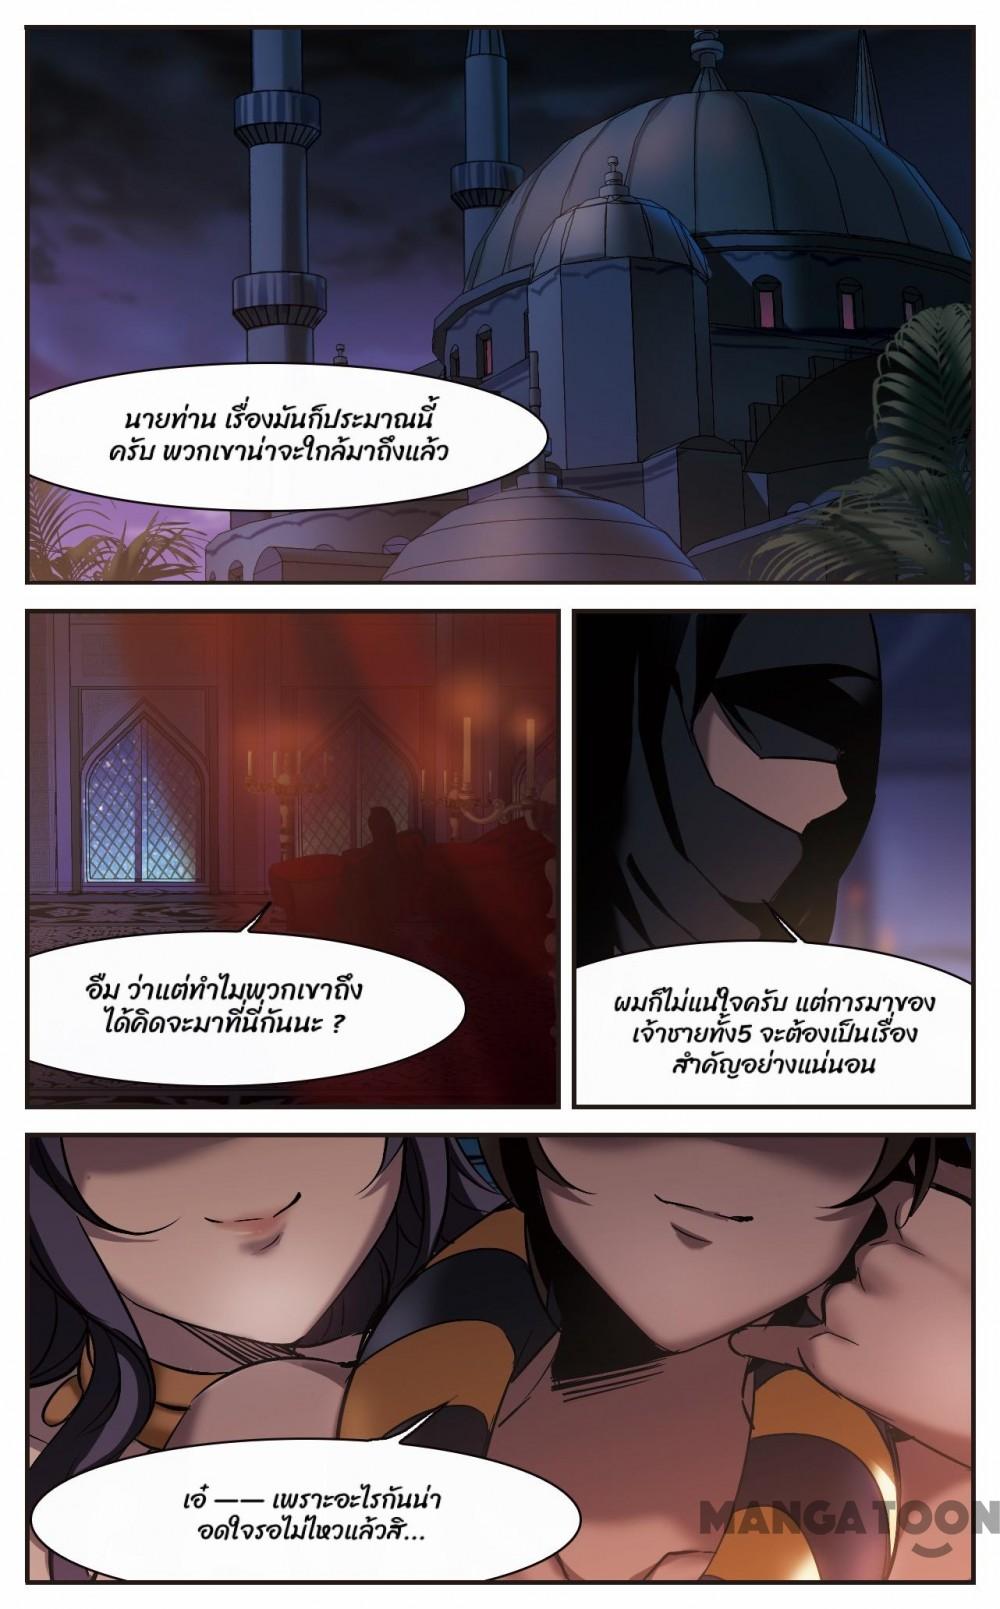 นายท่าน เรื่องมันก็ประมาณนี้
ครับ พวกเขาน่าจะใกล้มาถึงแล้ว
อืม ว่าแต่ทำไมพวกเขาถึง
ได้คิดจะมาที่นี่กันนะ ?
ผมก็ไม่แน่ใจครับ แต่การมาของ
เจ้าชายทั้ง5 จะต้องเป็นเรื่อง
สำคัญอย่างแน่นอน
เอ๋ —— เพราะอะไรกันน่า
อดใจรอไม่ไหวแล้วสิ...
MANGATOON